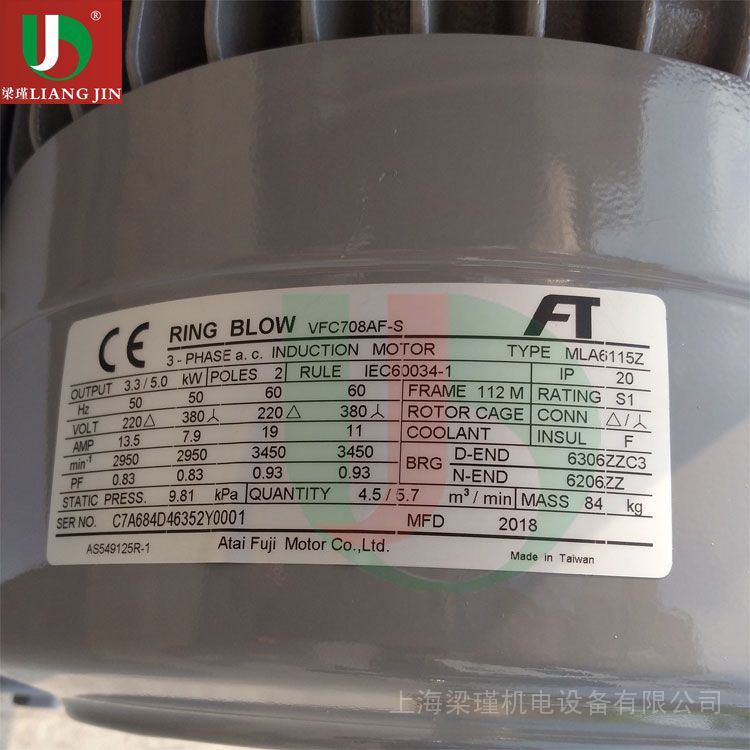 ®
梁瑾LIANG JIN
CE RING BLOW VFC708AF-S FT
3 - PHASE a. c. INDUCTION MOTOR TYPE MLA6115Z
OUTPUT 3.3 / 5.0 kW POLES 2 RULE IEC60034-1 IP 20
Hz 50 50 60 60 FRAME 112 M RATING S1
VOLT 220△ 380⅄ 220△ 380⅄ ROTOR CAGE CONN △/⅄
AMP 13.5 7.9 19 11 COOLANT INSUL F
min-1 2950 2950 3450 3450 BRG D-END 6306ZZC3
PF 0.83 0.83 0.93 0.93 N-END 6206ZZ
STATIC PRESS. 9.81 kPa QUANTITY 4.5 / 5.7 m³ / min MASS 84 kg
SER NO. C7A684D46352Y0001 MFD 2018
AS549125R-1 Atai Fuji Motor Co.,Ltd. Made in Taiwan
上海梁瑾机电设备有限公司